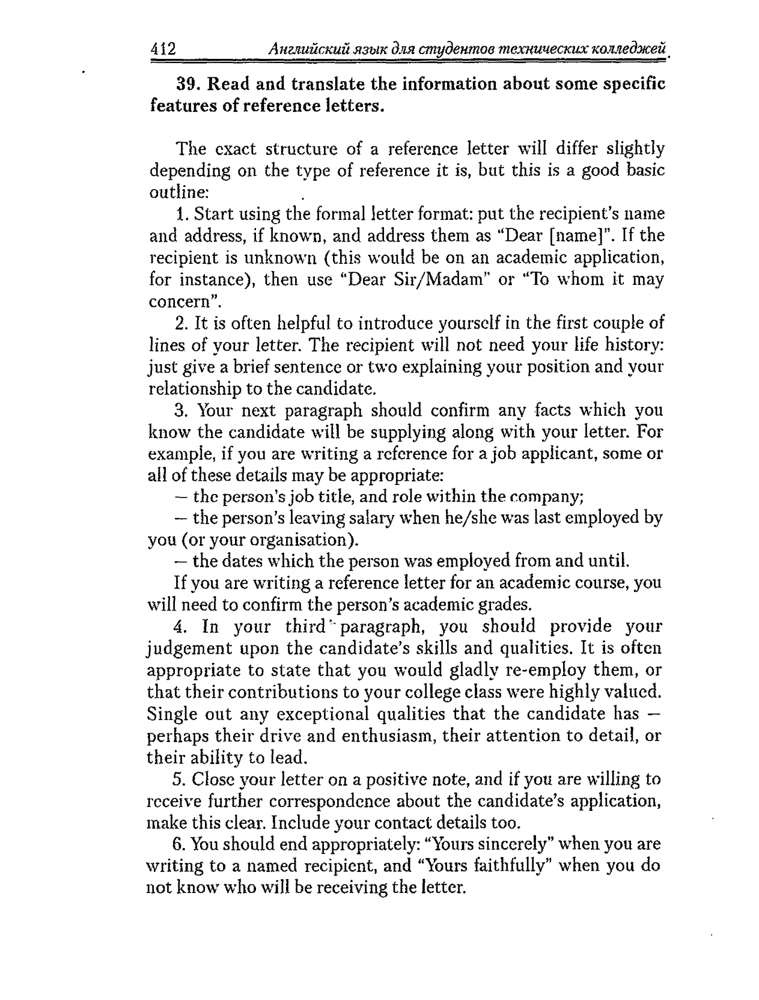 412 Английский язык для студентов технических колледжей
39. Read and translate the information about some specific
features of reference letters.
The exact structure of a reference letter will differ slightly
depending on the type of reference it is, but this is a good basic
outline:
1. Start using the formal letter format: put the recipient's name
and address, if known, and address them as “Dear [name]”. If the
recipient is unknown (this would be on an academic application,
for instance), then use “Dear Sir/Madam” or “To whom it may
concern”.
2. It is often helpful to introduce yourself in the first couple of
lines of your letter. The recipient will not need your life history:
just give a brief sentence or two explaining your position and your
relationship to the candidate.
3. Your next paragraph should confirm any facts which you
know the candidate will be supplying along with your letter. For
example, if you are writing a reference for a job applicant, some or
all of these details may be appropriate:
— the person's job title, and role within the company;
— the person's leaving salary when he/she was last employed by
you (or your organisation).
— the dates which the person was employed from and until.
If you are writing a reference letter for an academic course, you
will need to confirm the person's academic grades.
4. In your third paragraph, you should provide your
judgement upon the candidate's skills and qualities. It is often
appropriate to state that you would gladly re-employ them, or
that their contributions to your college class were highly valued.
Single out any exceptional qualities that the candidate has —
perhaps their drive and enthusiasm, their attention to detail, or
their ability to lead.
5. Close your letter on a positive note, and if you are willing to
receive further correspondence about the candidate's application,
make this clear. Include your contact details too.
6. You should end appropriately: “Yours sincerely” when you are
writing to a named recipient, and “Yours faithfully” when you do
not know who will be receiving the letter.